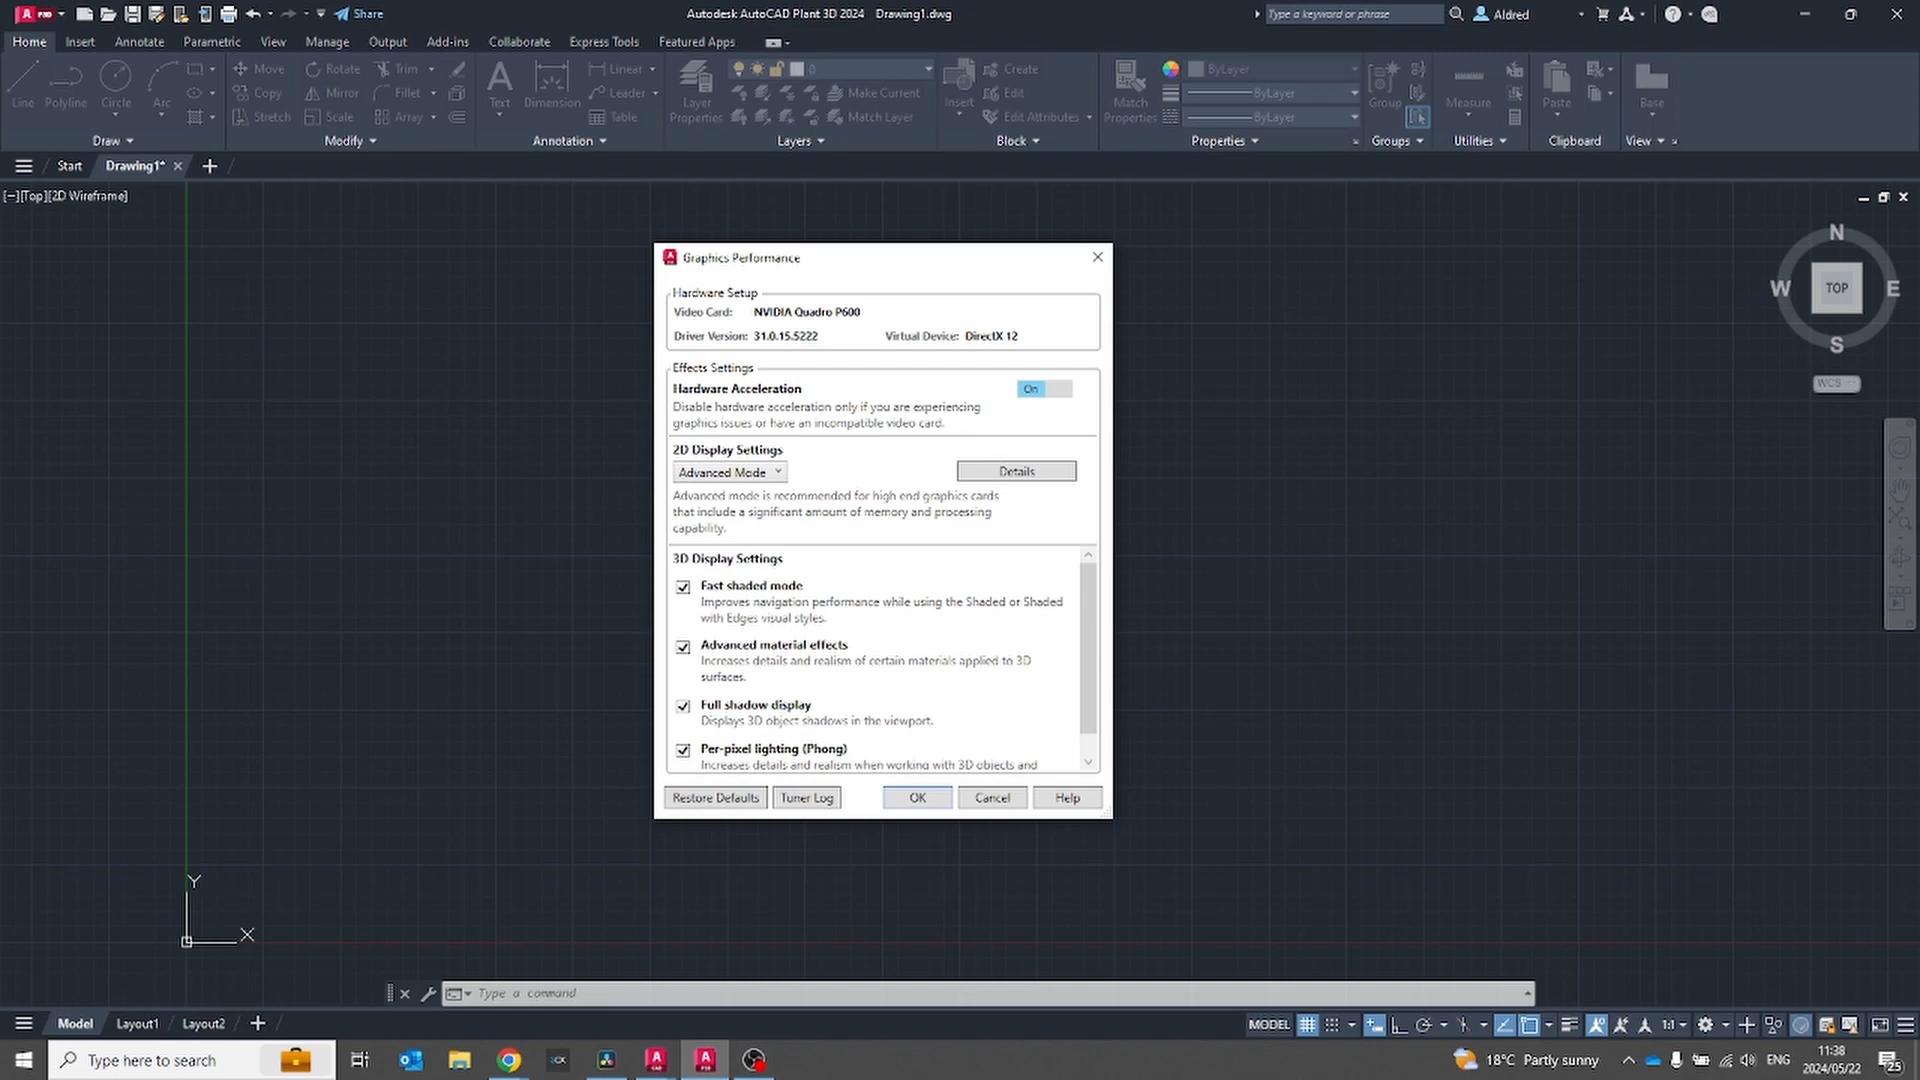 Share
Autodesk AutoCAD Plant 3D 2024 Drawing1.dwg
Type a keyword or phrase
Aldred
Home Insert Annotate Parametric View Manage Output Add-ins Collaborate Express Tools Featured Apps
Line Polyline Circle Arc
Move Rotate Trim
Copy Mirror Fillet
Stretch Scale Array
Text Dimension
Linear
Leader
Table
Layer Properties
0
Make Current
Match Layer
Insert
Create
Edit
Edit Attributes
Match Properties
ByLayer
ByLayer
ByLayer
Group
Measure
Paste
Base
Draw Modify Annotation Layers Block Properties Groups Utilities Clipboard View
Start Drawing1*
[−][Top][2D Wireframe]
N
W TOP E
S
WCS
Graphics Performance
Hardware Setup
Video Card: NVIDIA Quadro P600
Driver Version: 31.0.15.5222 Virtual Device: DirectX 12
Effects Settings
Hardware Acceleration On
Disable hardware acceleration only if you are experiencing
graphics issues or have an incompatible video card.
2D Display Settings
Advanced Mode Details
Advanced mode is recommended for high end graphics cards
that include a significant amount of memory and processing
capability.
3D Display Settings
Fast shaded mode
Improves navigation performance while using the Shaded or Shaded
with Edges visual styles.
Advanced material effects
Increases details and realism of certain materials applied to 3D
surfaces.
Full shadow display
Displays 3D object shadows in the viewport.
Per-pixel lighting (Phong)
Increases details and realism when working with 3D objects and
Restore Defaults Tuner Log OK Cancel Help
Y
X
Type a command
Model Layout1 Layout2
MODEL 1:1
Type here to search
18°C Partly sunny
ENG
11:38
2024/05/22
25